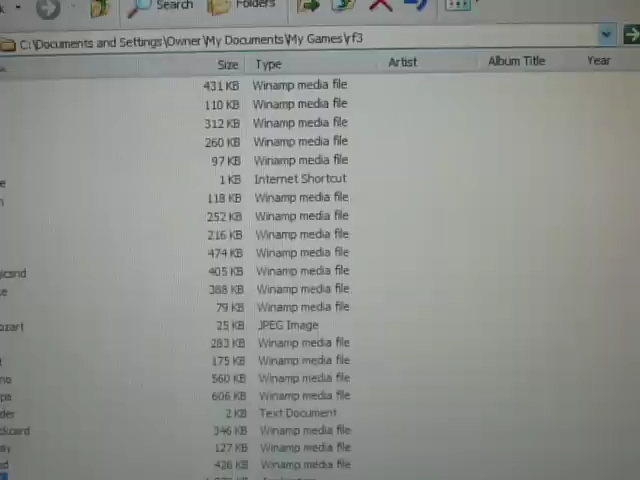 Search Folders
C:\Documents and Settings\Owner\My Documents\My Games\rf3
Size Type Artist Album Title Year
431 KB Winamp media file
110 KB Winamp media file
312 KB Winamp media file
260 KB Winamp media file
97 KB Winamp media file
1 KB Internet Shortcut
118 KB Winamp media file
252 KB Winamp media file
216 KB Winamp media file
474 KB Winamp media file
405 KB Winamp media file
388 KB Winamp media file
79 KB Winamp media file
ozart 25 KB JPEG Image
283 KB Winamp media file
175 KB Winamp media file
560 KB Winamp media file
606 KB Winamp media file
der 2 KB Text Document
346 KB Winamp media file
127 KB Winamp media file
426 KB Winamp media file